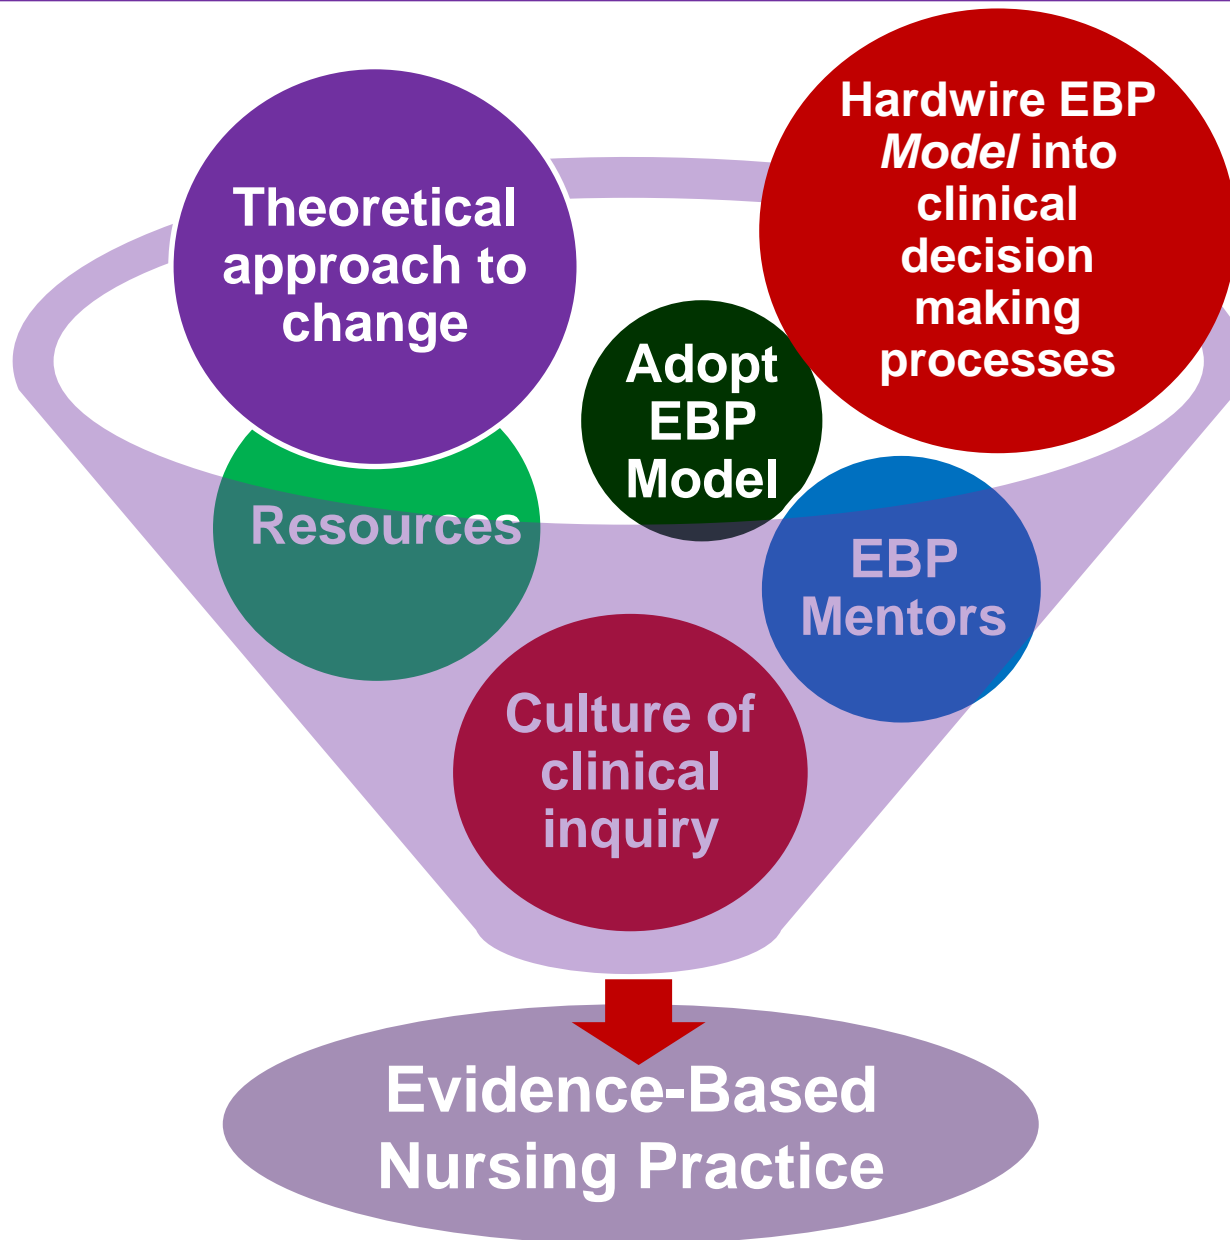 Theoretical
approach to
change
Hardwire EBP
Model into
clinical
decision
making
processes
Adopt
EBP
Model
Resources
EBP
Mentors
Culture of
clinical
inquiry
Evidence-Based
Nursing Practice